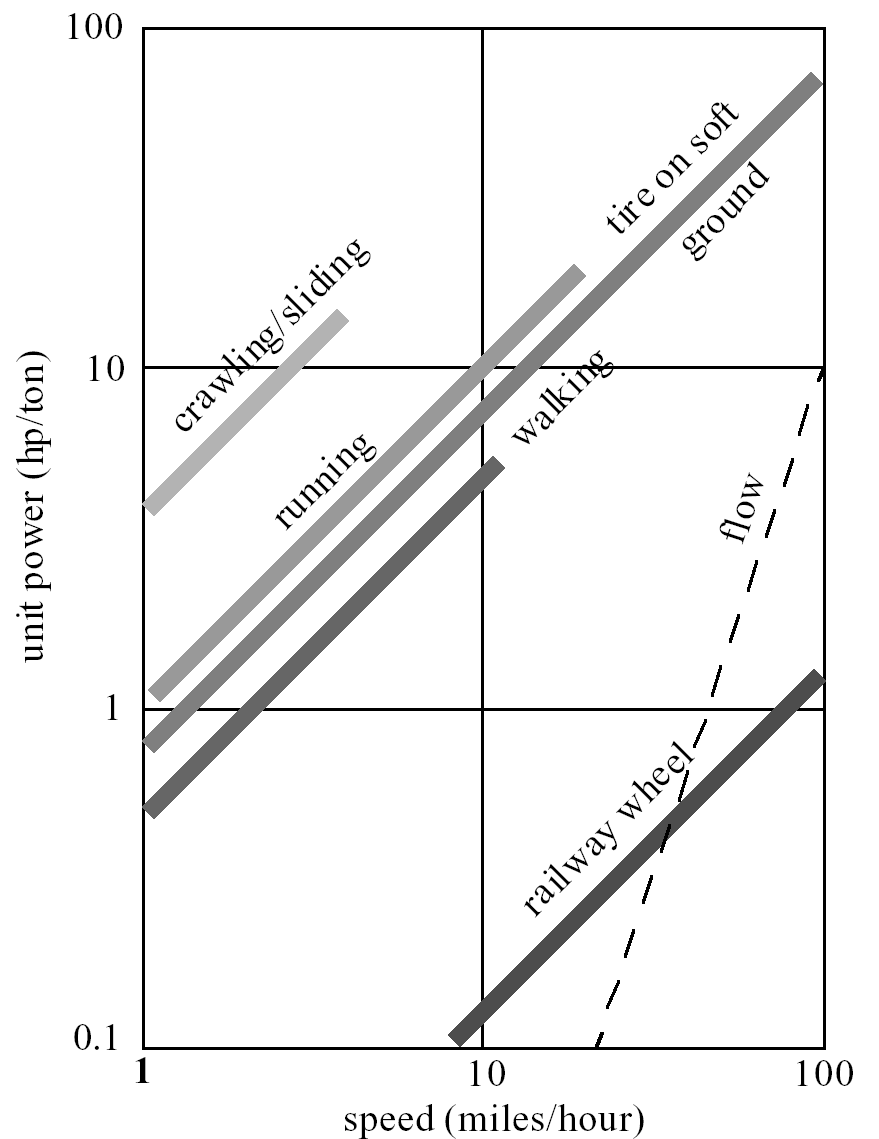 100
tire on soft
ground
crawling/sliding
10
walking
running
flow
unit power (hp/ton)
1
railway wheel
0.1
1
10
100
speed (miles/hour)